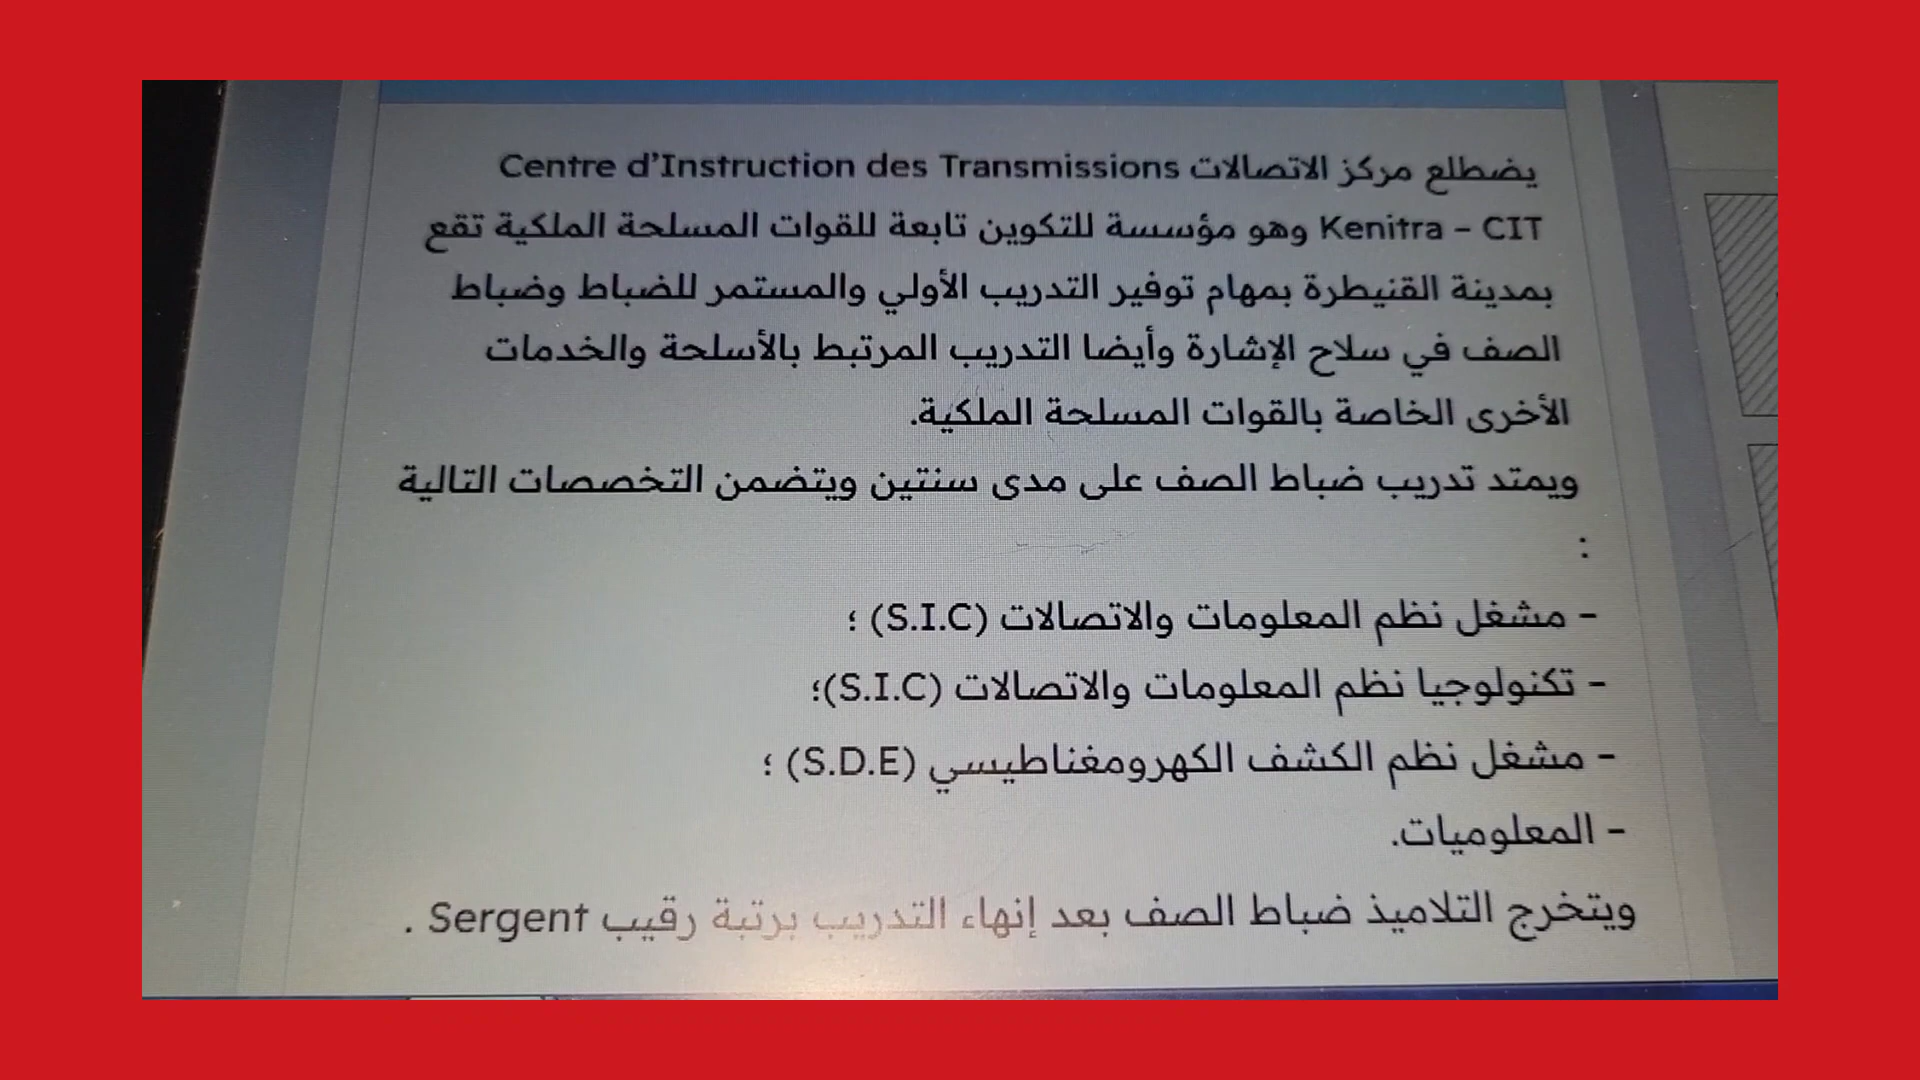 يضطلع مركز الاتصالات Centre d’Instruction des Transmissions
Kenitra – CIT وهو مؤسسة للتكوين تابعة للقوات المسلحة الملكية تقع
بمدينة القنيطرة بمهام توفير التدريب الأولي والمستمر للضباط وضباط
الصف في سلاح الإشارة وأيضا التدريب المرتبط بالأسلحة والخدمات
الأخرى الخاصة بالقوات المسلحة الملكية.
ويمتد تدريب ضباط الصف على مدى سنتين ويتضمن التخصصات التالية
:
– مشغل نظم المعلومات والاتصالات (S.I.C) ؛
– تكنولوجيا نظم المعلومات والاتصالات (S.I.C)؛
– مشغل نظم الكشف الكهرومغناطيسي (S.D.E) ؛
– المعلوميات.
ويتخرج التلاميذ ضباط الصف بعد إنهاء التدريب برتبة رقيب Sergent .